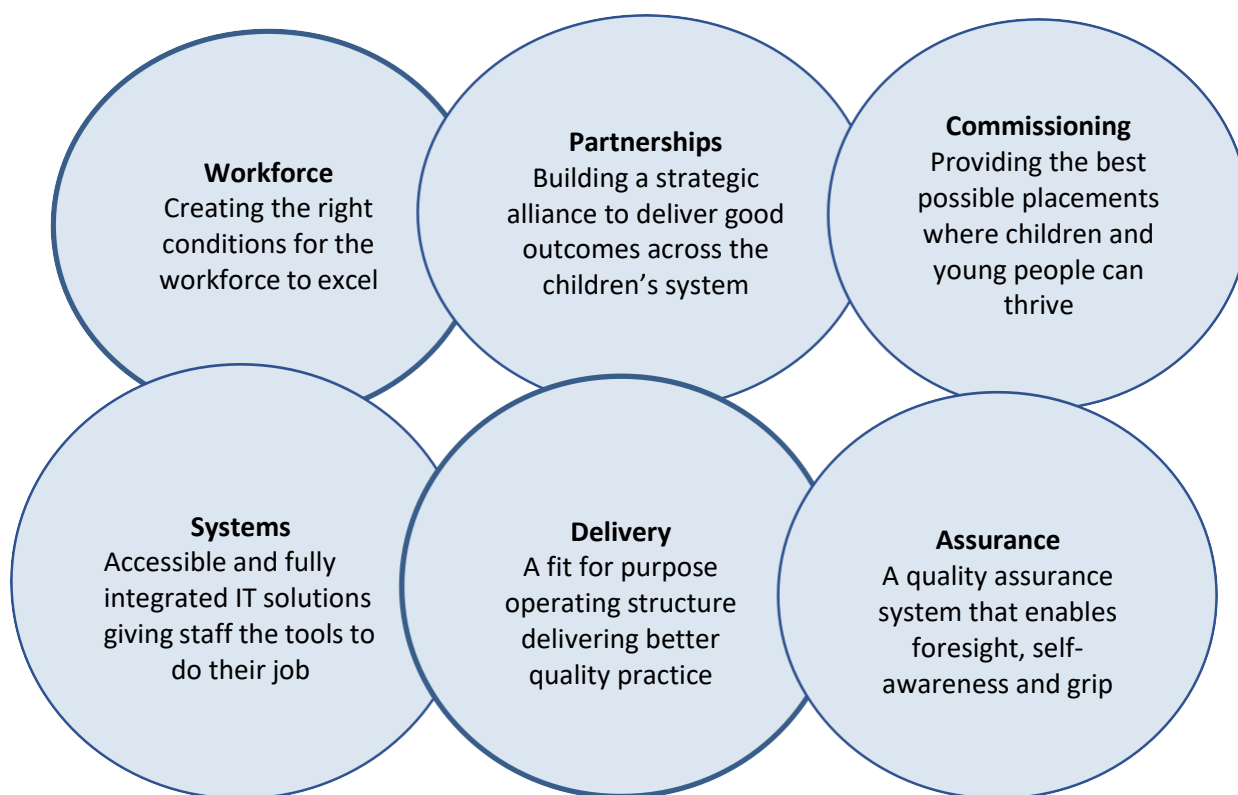 Workforce
Creating the right
conditions for the
workforce to excel
Partnerships
Building a strategic
alliance to deliver good
outcomes across the
children’s system
Commissioning
Providing the best
possible placements
where children and
young people can
thrive
Systems
Accessible and fully
integrated IT solutions
giving staff the tools to
do their job
Delivery
A fit for purpose
operating structure
delivering better
quality practice
Assurance
A quality assurance
system that enables
foresight, self-
awareness and grip